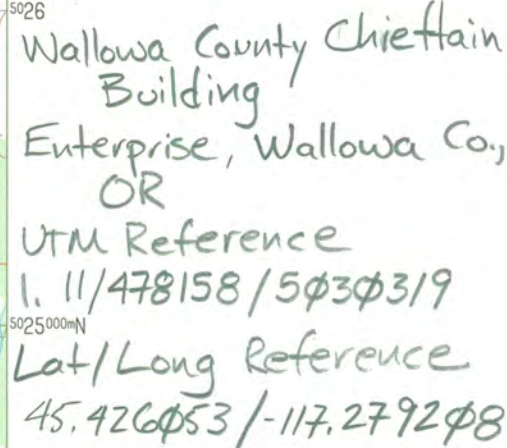 5026
Wallowa County Chieftain
Building
Enterprise, Wallowa Co.,
OR
UTM Reference
1. 11/478158/5030319
5025000mN
Lat/Long Reference
45.426053/-117.279208